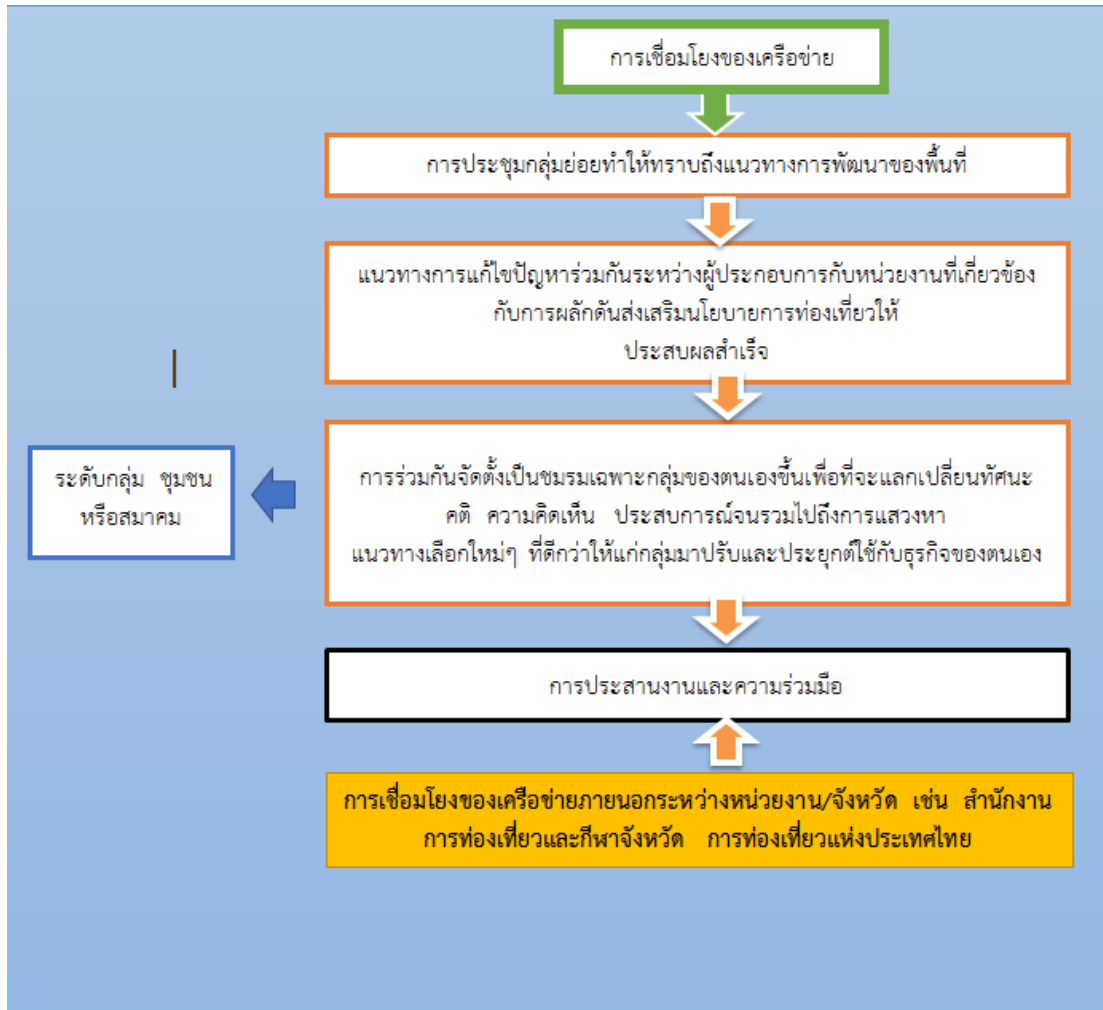 การเชื่อมโยงของเครือข่าย
การประชุมกลุ่มย่อยทำให้ทราบถึงแนวทางการพัฒนาของพื้นที่
แนวทางการแก้ไขปัญหาร่วมกันระหว่างผู้ประกอบการกับหน่วยงานที่เกี่ยวข้อง
กับการผลักดันส่งเสริมนโยบายการท่องเที่ยวให้
ประสบผลสำเร็จ
ระดับกลุ่ม ชุมชน
หรือสมาคม
การร่วมกันจัดตั้งเป็นชมรมเฉพาะกลุ่มของตนเองขึ้นเพื่อที่จะแลกเปลี่ยนทัศนะ
คติ ความคิดเห็น ประสบการณ์จนรวมไปถึงการแสวงหา
แนวทางเลือกใหม่ๆ ที่ดีกว่าให้แก่กลุ่มมาปรับและประยุกต์ใช้กับธุรกิจของตนเอง
การประสานงานและความร่วมมือ
การเชื่อมโยงของเครือข่ายภายนอกระหว่างหน่วยงาน/จังหวัด เช่น สำนักงาน
การท่องเที่ยวและกีฬาจังหวัด การท่องเที่ยวแห่งประเทศไทย